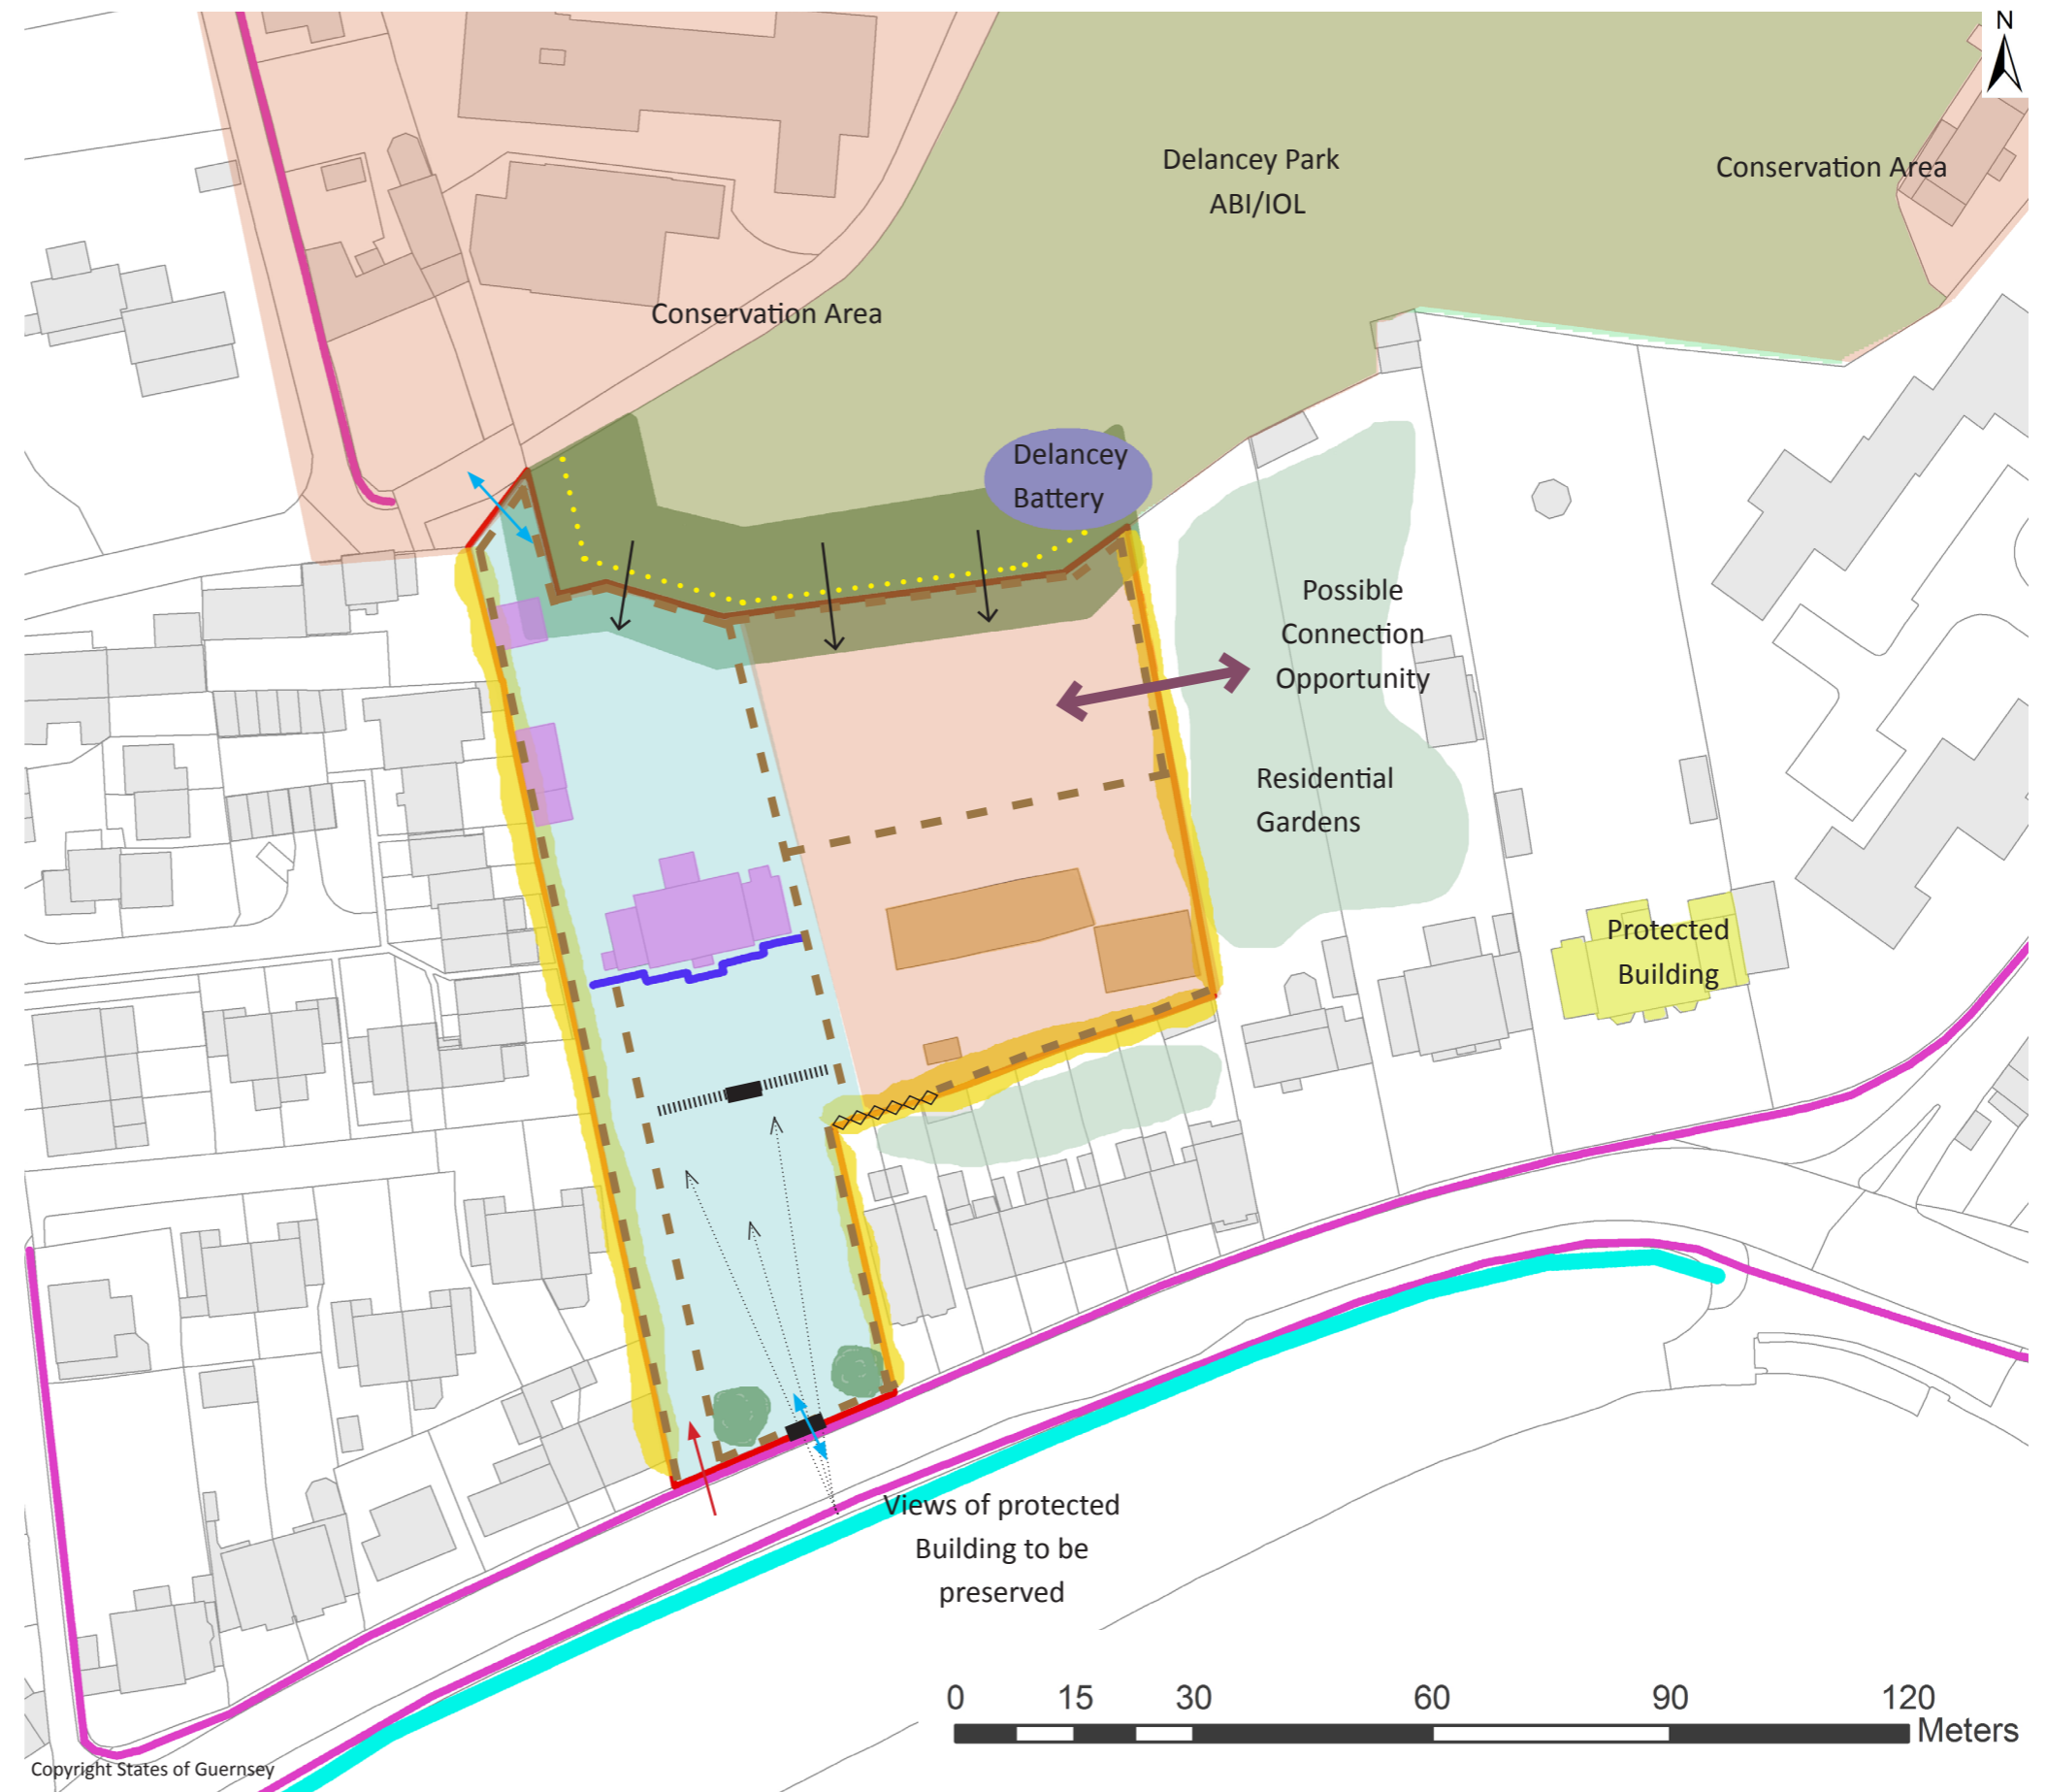 N
Delancey Park
ABI/IOL
Conservation Area
Conservation Area
Delancey
Battery
Possible
Connection
Opportunity
Residential
Gardens
Protected
Building
Views of protected
Building to be
preserved
0 15 30 60 90 120
Meters
Copyright States of Guernsey